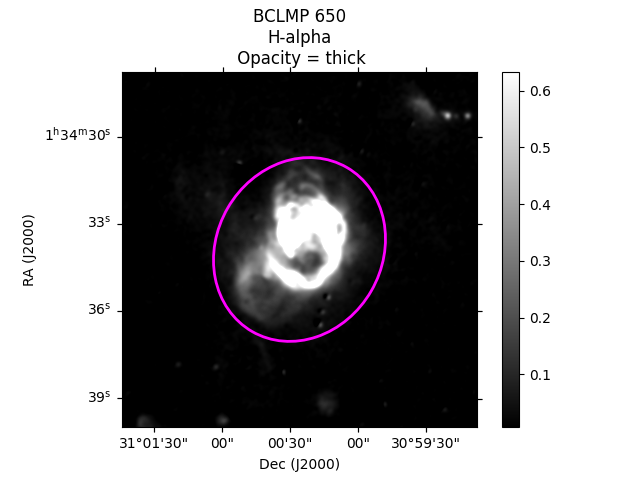 BCLMP 650
H-alpha
Opacity = thick
1ʰ34ᵐ30ˢ
33ˢ
36ˢ
39ˢ
RA (J2000)
31°01'30" 00" 00'30" 00" 30°59'30"
Dec (J2000)
0.6
0.5
0.4
0.3
0.2
0.1